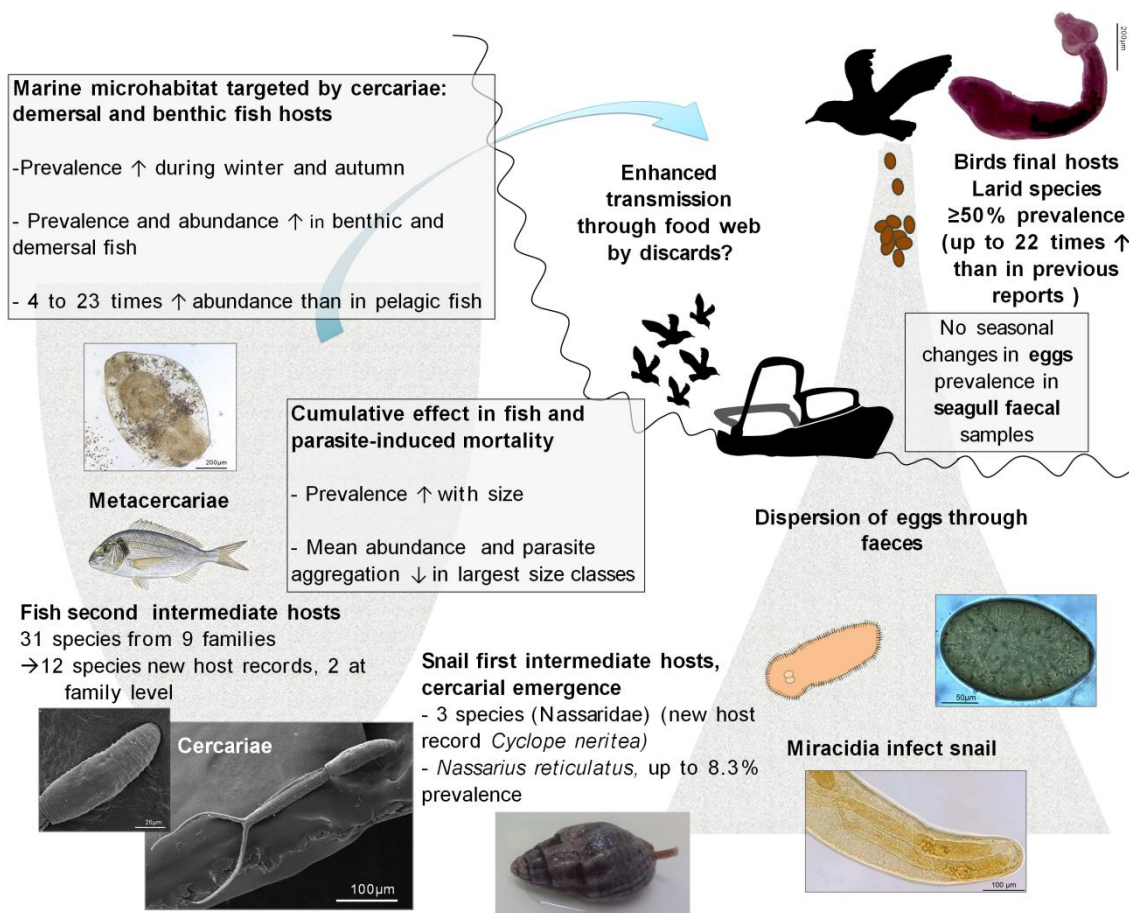 Marine microhabitat targeted by cercariae:
demersal and benthic fish hosts
-Prevalence ↑ during winter and autumn
- Prevalence and abundance ↑ in benthic and
demersal fish
- 4 to 23 times ↑ abundance than in pelagic fish
200µm
Metacercariae
Cumulative effect in fish and
parasite-induced mortality
- Prevalence ↑ with size
- Mean abundance and parasite
aggregation ↓ in largest size classes
Fish second intermediate hosts
31 species from 9 families
→12 species new host records, 2 at
family level
Cercariae
25µm
100µm
Snail first intermediate hosts,
cercarial emergence
- 3 species (Nassaridae) (new host
record Cyclope neritea)
- Nassarius reticulatus, up to 8.3%
prevalence
Enhanced
transmission
through food web
by discards?
200µm
Birds final hosts
Larid species
≥50% prevalence
(up to 22 times ↑
than in previous
reports )
No seasonal
changes in eggs
prevalence in
seagull faecal
samples
Dispersion of eggs through
faeces
50µm
Miracidia infect snail
100 µm